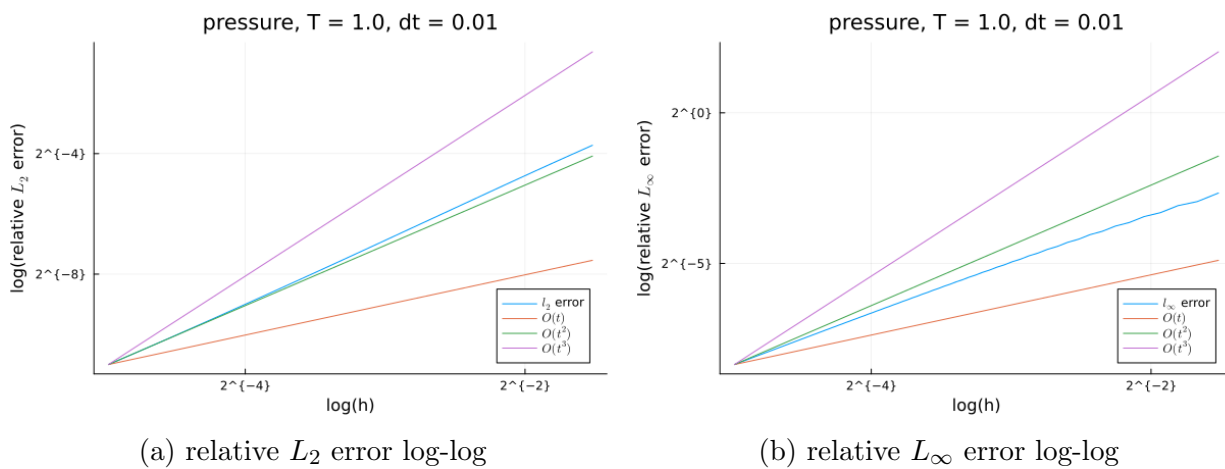 pressure, T = 1.0, dt = 0.01
log(relative L₂ error)
2^{−4}
2^{−8}
l₂ error
O(t)
O(t²)
O(t³)
2^{−4}
2^{−2}
log(h)
(a) relative L₂ error log-log
pressure, T = 1.0, dt = 0.01
log(relative L∞ error)
2^{0}
2^{−5}
l∞ error
O(t)
O(t²)
O(t³)
2^{−4}
2^{−2}
log(h)
(b) relative L∞ error log-log